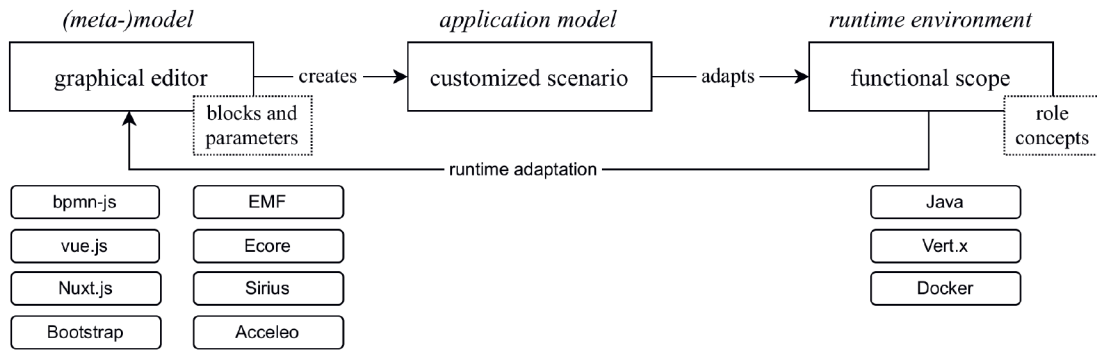 (meta-)model
application model
runtime environment
graphical editor
creates
customized scenario
adapts
functional scope
blocks and
parameters
role
concepts
runtime adaptation
bpmn-js
EMF
Java
vue.js
Ecore
Vert.x
Nuxt.js
Sirius
Docker
Bootstrap
Acceleo